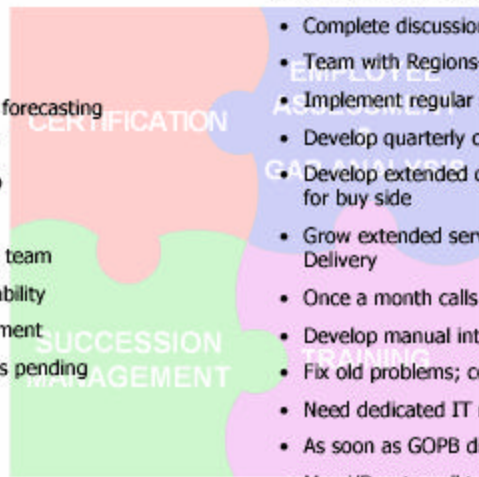 forecasting
team
ability
ment
s pending
CERTIFICATION
EMPLOYEE
ASSESSMENT
GAP ANALYSIS
SUCCESSION
MANAGEMENT
TRAINING
• Complete discussion
• Team with Regions
• Implement regular
• Develop quarterly
• Develop extended
for buy side
• Grow extended serv
Delivery
• Once a month calls
• Develop manual int
• Fix old problems;
• Need dedicated IT
• As soon as GOPB d